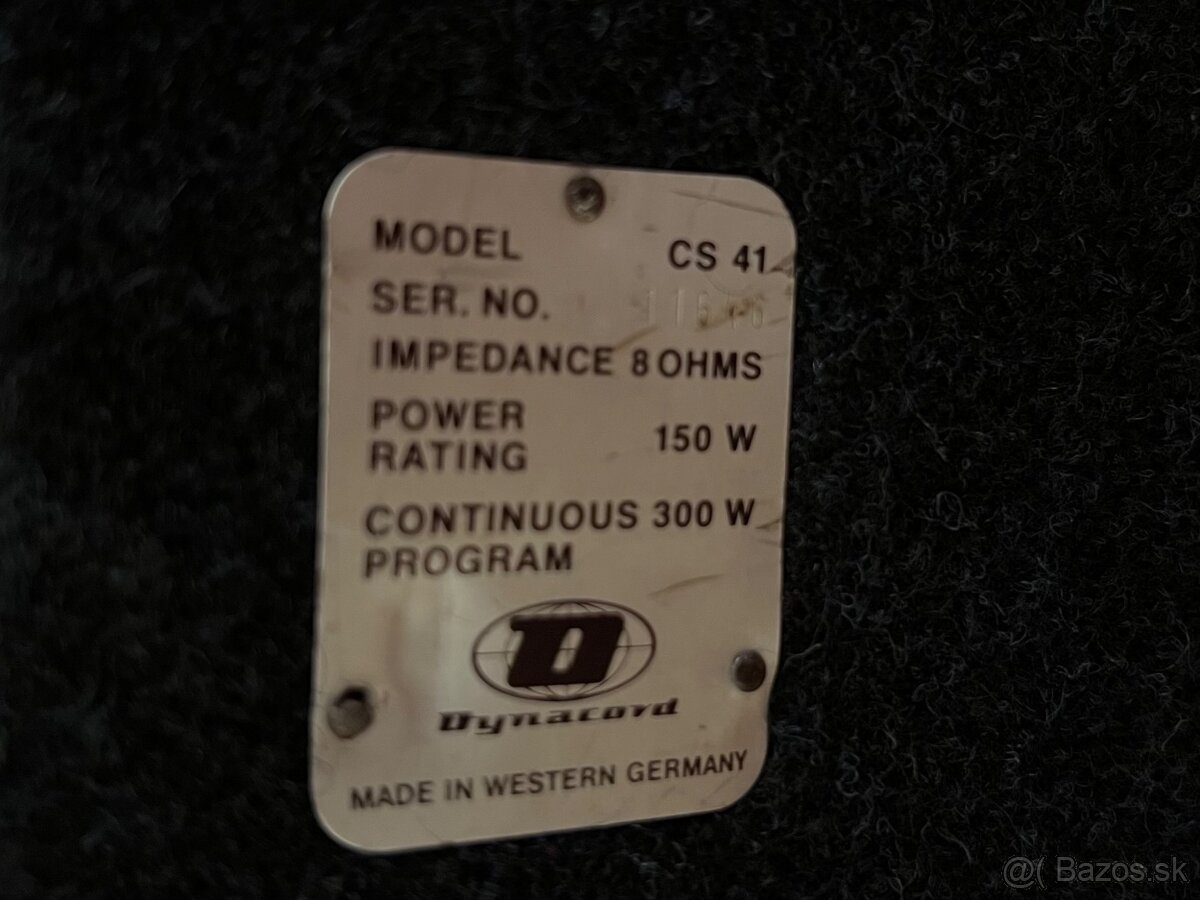 MODEL CS 41
SER. NO.
IMPEDANCE 8 OHMS
POWER
RATING 150 W
CONTINUOUS 300 W
PROGRAM
D
Dynacord
MADE IN WESTERN GERMANY
@( Bazos.sk